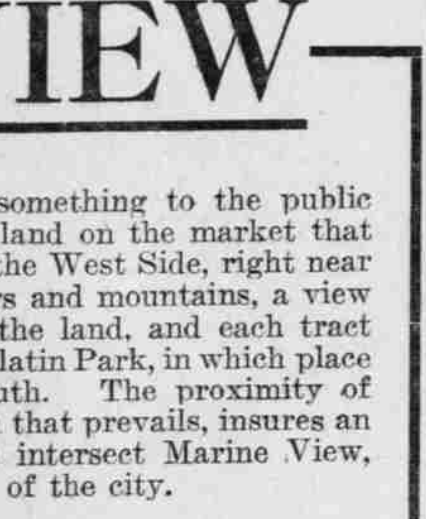 VIEW
something to the public
land on the market that
the West Side, right near
and mountains, a view
the land, and each tract
latin Park, in which place
uth. The proximity of
that prevails, insures an
intersect Marine View,
of the city.